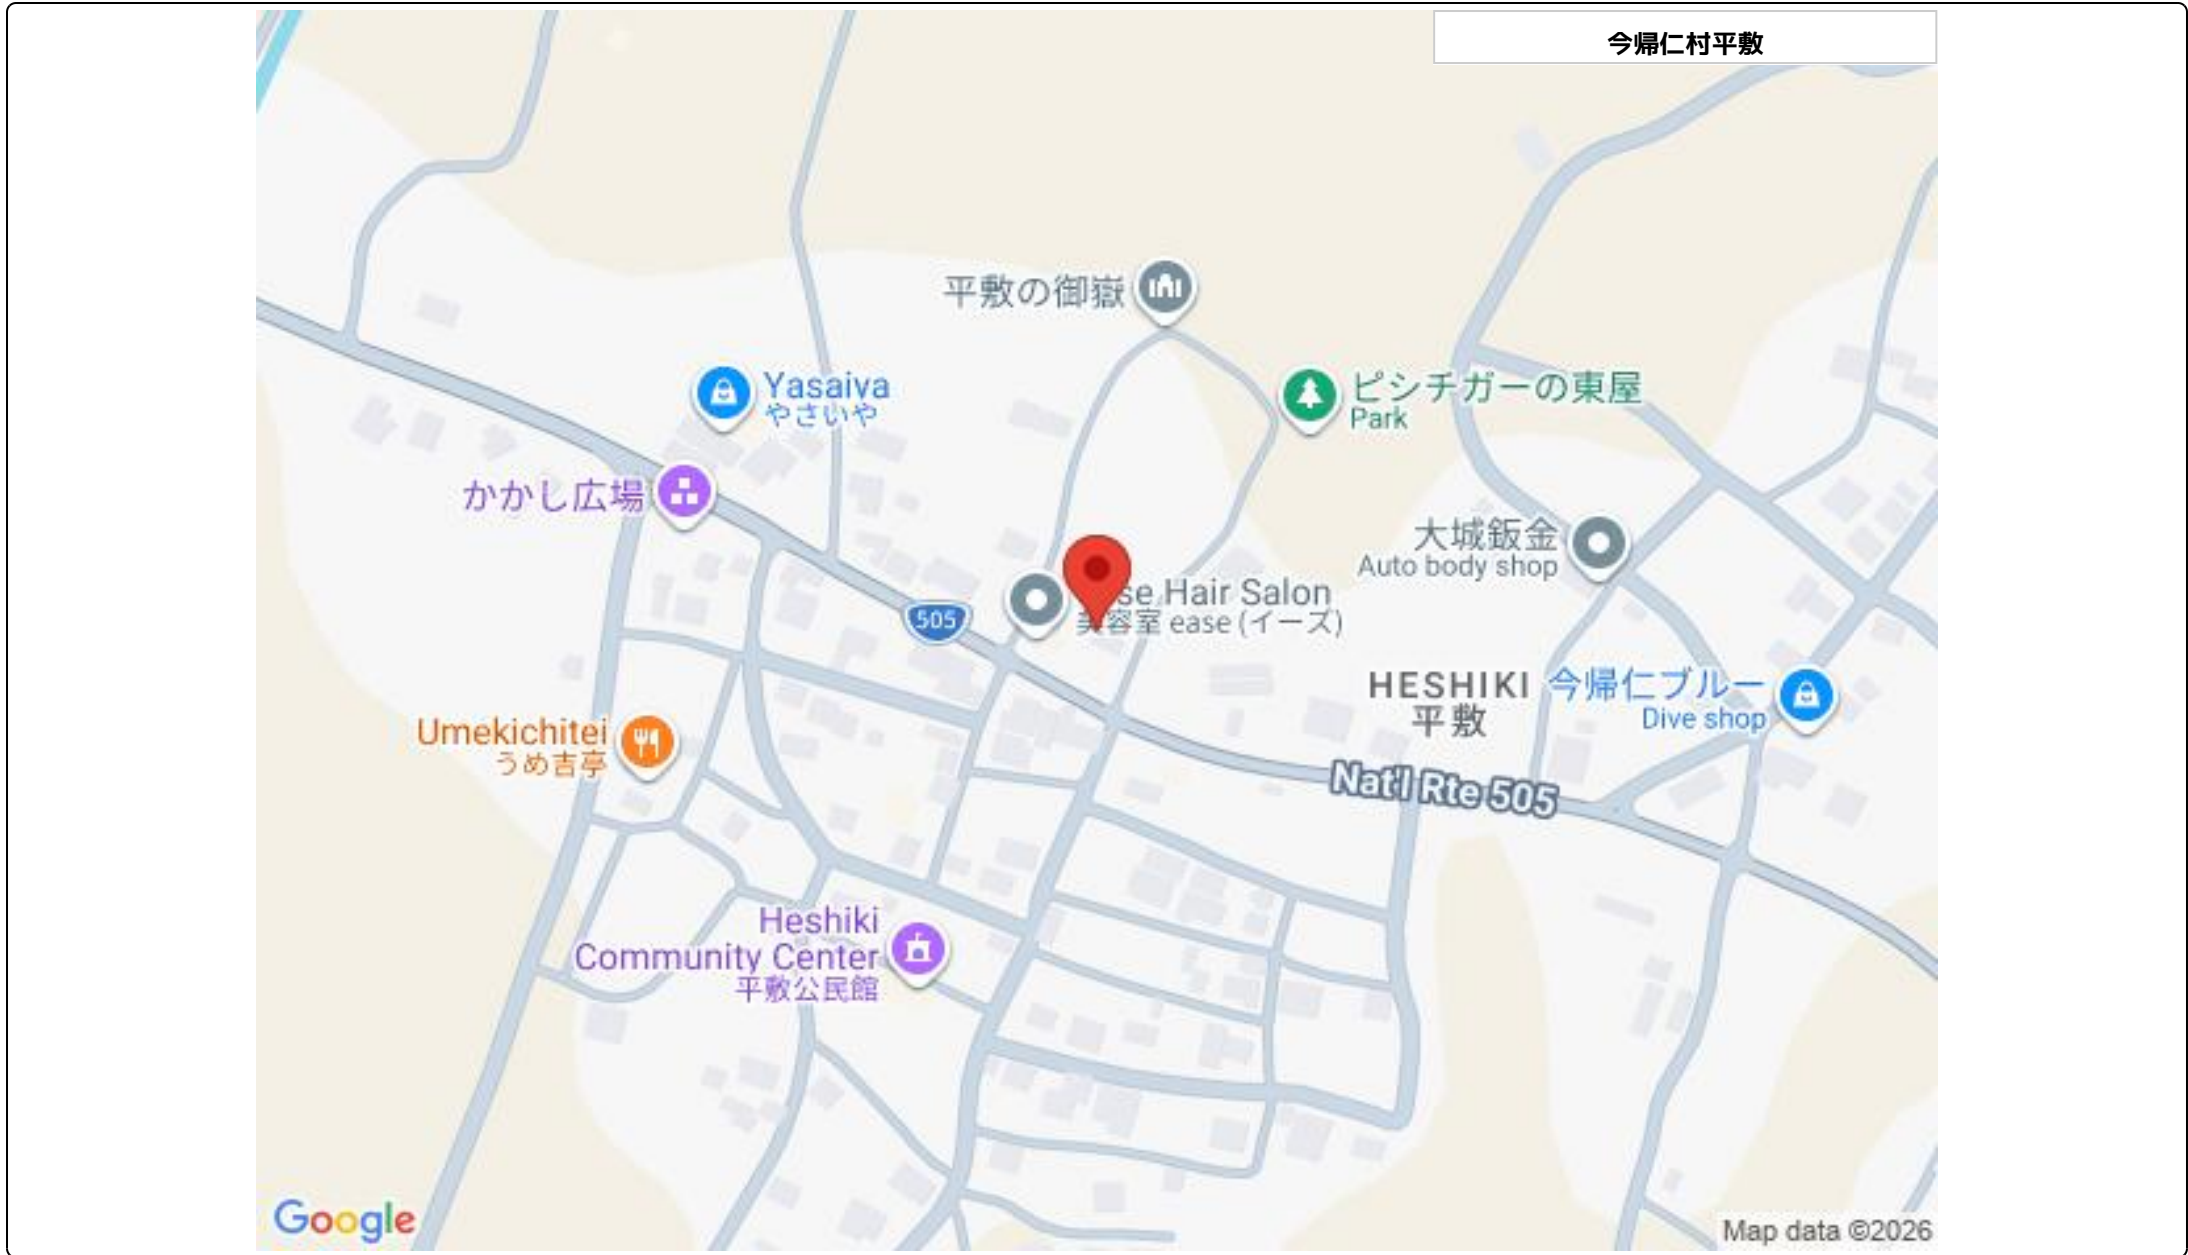 今帰仁村平敷
平敷の御嶽
Yasaiva
やさいや
ピシチガーの東屋
Park
かかし広場
大城鈑金
Auto body shop
505
se Hair Salon
美容室 ease (イーズ)
HESHIKI
平敷
今帰仁ブルー
Dive shop
Umekichitei
うめ吉亭
Nat'l Rte 505
Heshiki
Community Center
平敷公民館
Google
Map data ©2026